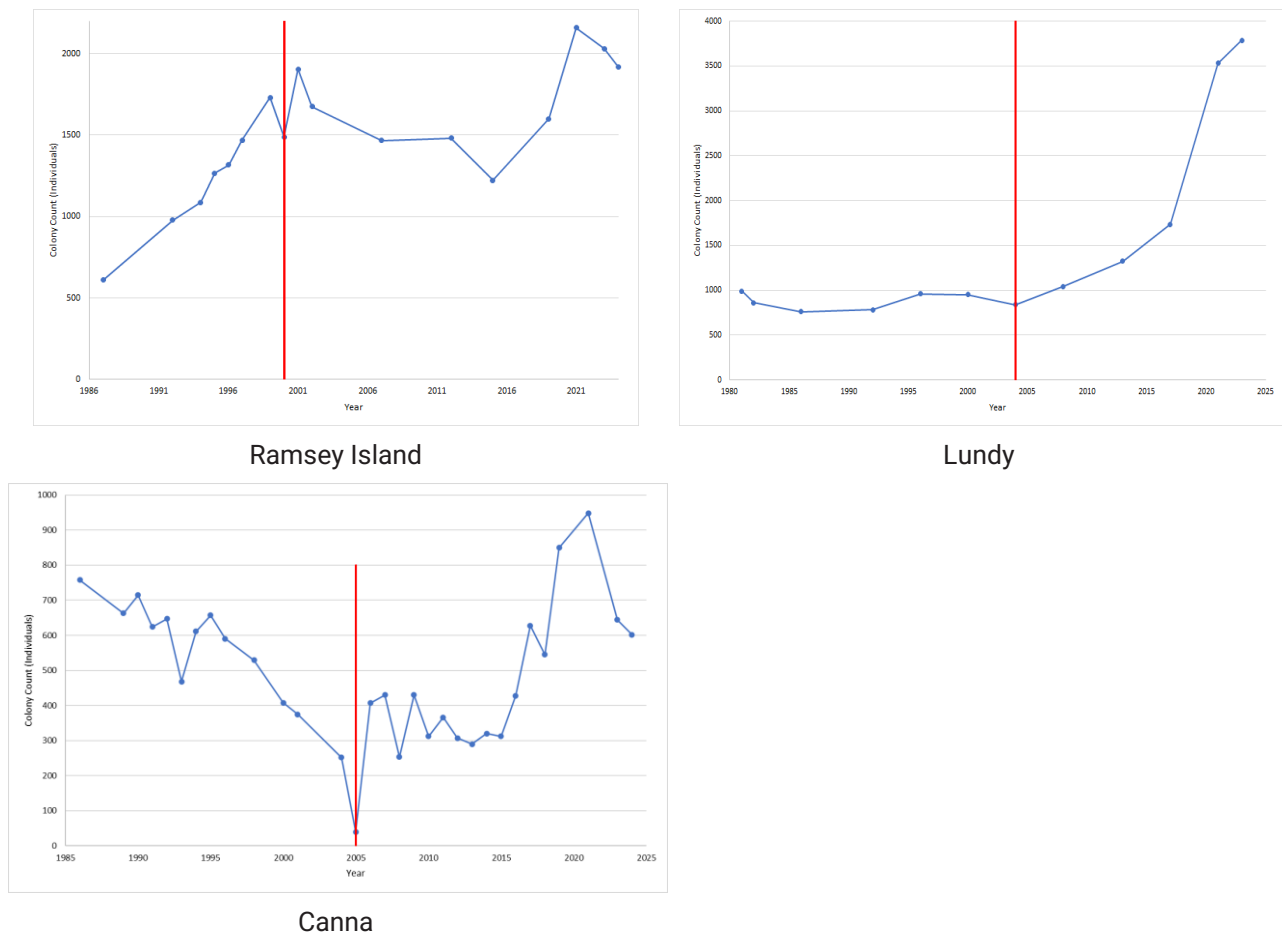 Colony Count (Individuals)
2000
1500
1000
500
0
1986 1991 1996 2001 2006 2011 2016 2021
Year
Ramsey Island
Colony Count (Individuals)
4000
3500
3000
2500
2000
1500
1000
500
0
1980 1985 1990 1995 2000 2005 2010 2015 2020 2025
Year
Lundy
Colony Count (Individuals)
1000
900
800
700
600
500
400
300
200
100
0
1985 1990 1995 2000 2005 2010 2015 2020 2025
Year
Canna